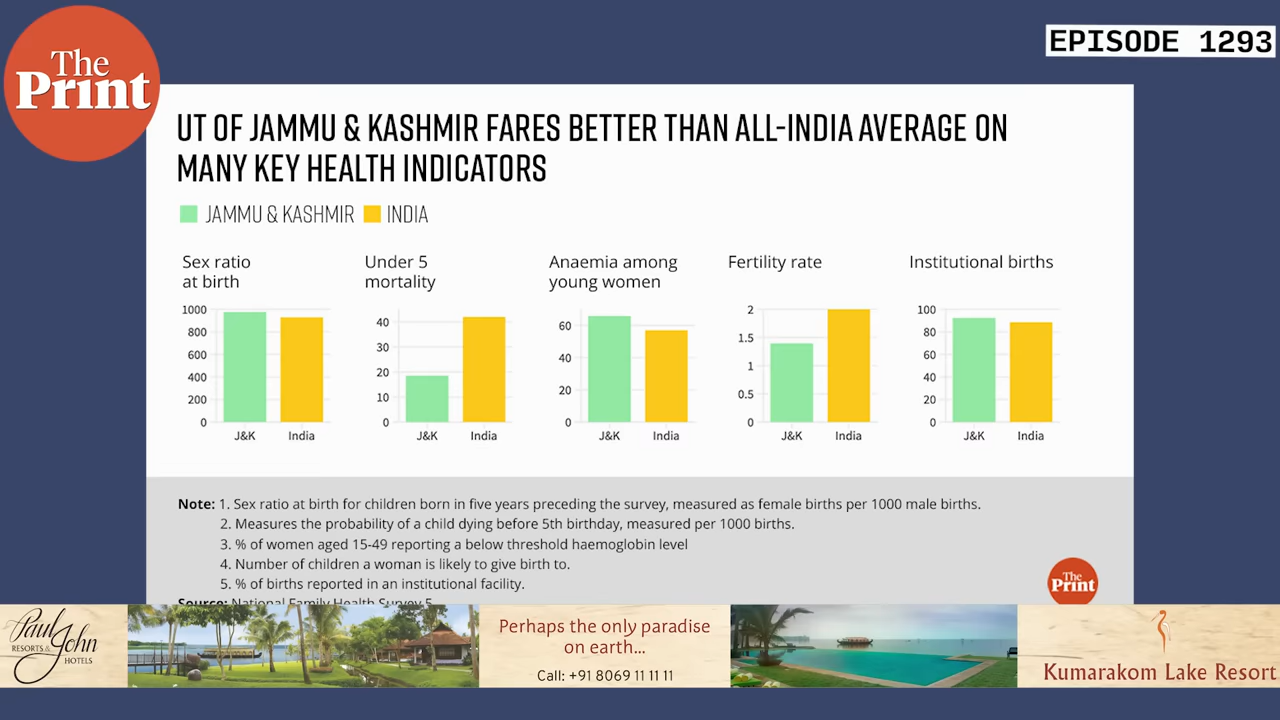 The
Print
EPISODE 1293
UT OF JAMMU & KASHMIR FARES BETTER THAN ALL-INDIA AVERAGE ON
MANY KEY HEALTH INDICATORS
JAMMU & KASHMIR INDIA
Sex ratio
at birth
1000
800
600
400
200
0
J&K India
Under 5
mortality
40
30
20
10
0
J&K India
Anaemia among
young women
60
40
20
0
J&K India
Fertility rate
2
1.5
1
0.5
0
J&K India
Institutional births
100
80
60
40
20
0
J&K India
Note: 1. Sex ratio at birth for children born in five years preceding the survey, measured as female births per 1000 male births.
2. Measures the probability of a child dying before 5th birthday, measured per 1000 births.
3. % of women aged 15-49 reporting a below threshold haemoglobin level
4. Number of children a woman is likely to give birth to.
5. % of births reported in an institutional facility.
Source: National Family Health Survey 5
The
Print
Paul John
RESORTS & HOTELS
Perhaps the only paradise
on earth...
Call: +91 8069 11 11 11
Kumarakom Lake Resort